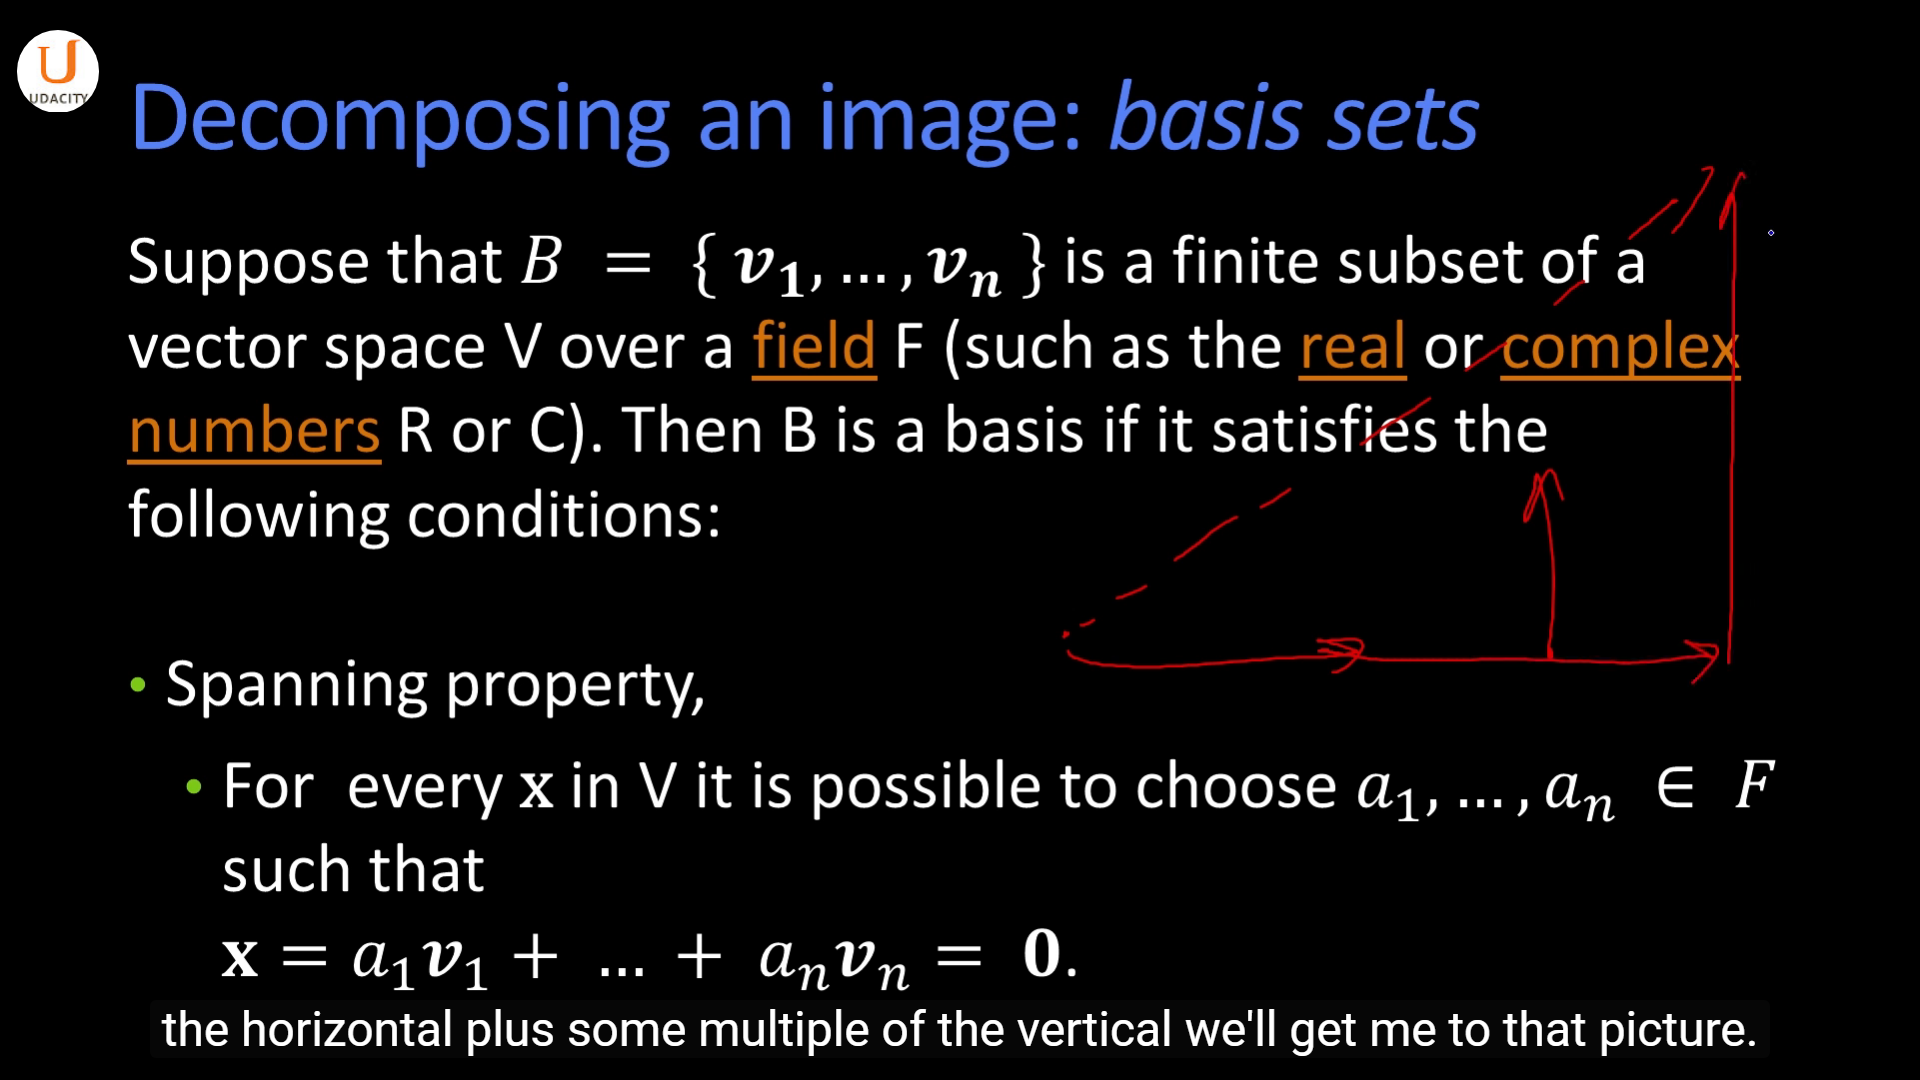 U
UDACITY
Decomposing an image: basis sets
Suppose that B = { v₁, … , vₙ } is a finite subset of a
vector space V over a field F (such as the real or complex
numbers R or C). Then B is a basis if it satisfies the
following conditions:
• Spanning property,
• For every x in V it is possible to choose a₁, … , aₙ ∈ F
such that
x = a₁v₁ + … + aₙvₙ = 0.
the horizontal plus some multiple of the vertical we'll get me to that picture.